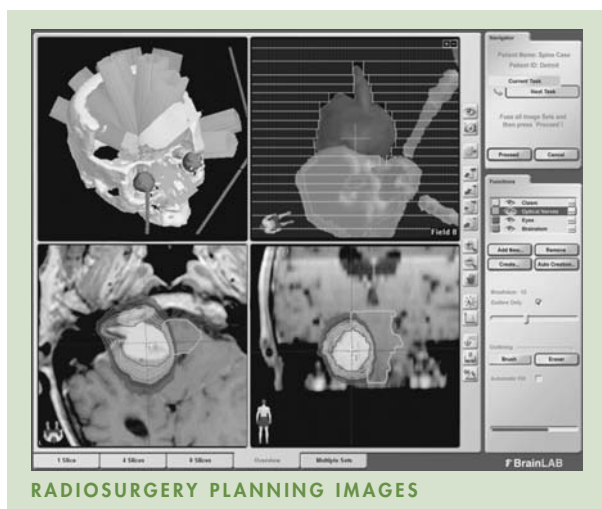 Navigator
Patient Name: Spine Case
Patient ID: Detroit
Current Task
Next Task
Fuse all Image Sets and
then press 'Proceed'!
Proceed
Cancel
Functions
Optical Nerves
Eyes
Brainstem
Add New...
Remove
Create...
Auto Creation...
Outline Only
Brush
Eraser
Automatic Fill
Field 8
1 Slice
4 Slices
8 Slices
Overview
Multiple Sets
BrainLAB
RADIOSURGERY PLANNING IMAGES